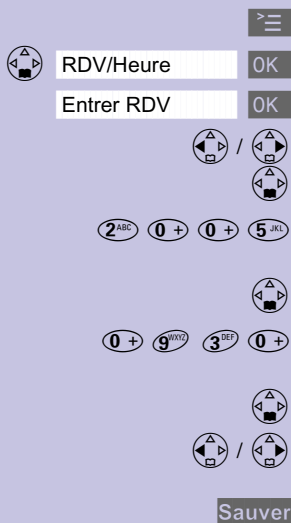 RDV/Heure OK
Entrer RDV OK
/
2ABC 0 + 0 + 5JKL
0 + 9WXYZ 3DEF 0 +
/
Sauver